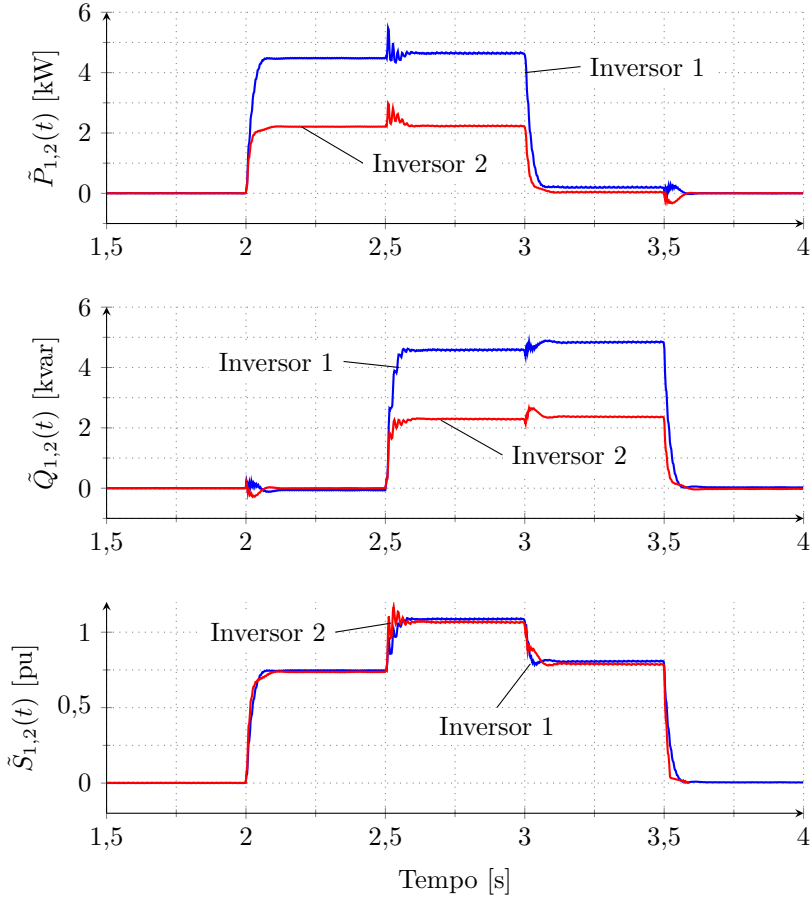 6
4
2
0
P̃1,2(t) [kW]
Inversor 1
Inversor 2
1,5 2 2,5 3 3,5 4
6
4
2
0
Q̃1,2(t) [kvar]
Inversor 1
Inversor 2
1,5 2 2,5 3 3,5 4
1
0,5
0
S̃1,2(t) [pu]
Inversor 2
Inversor 1
1,5 2 2,5 3 3,5 4
Tempo [s]